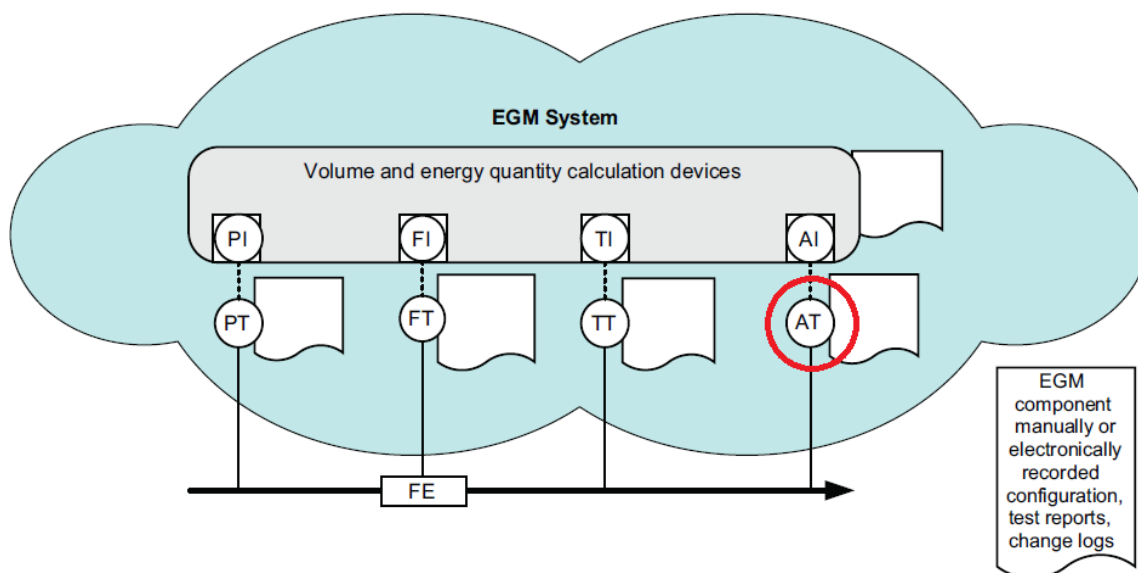 EGM System
Volume and energy quantity calculation devices
PI
FI
TI
AI
PT
FT
TT
AT
FE
EGM
component
manually or
electronically
recorded
configuration,
test reports,
change logs